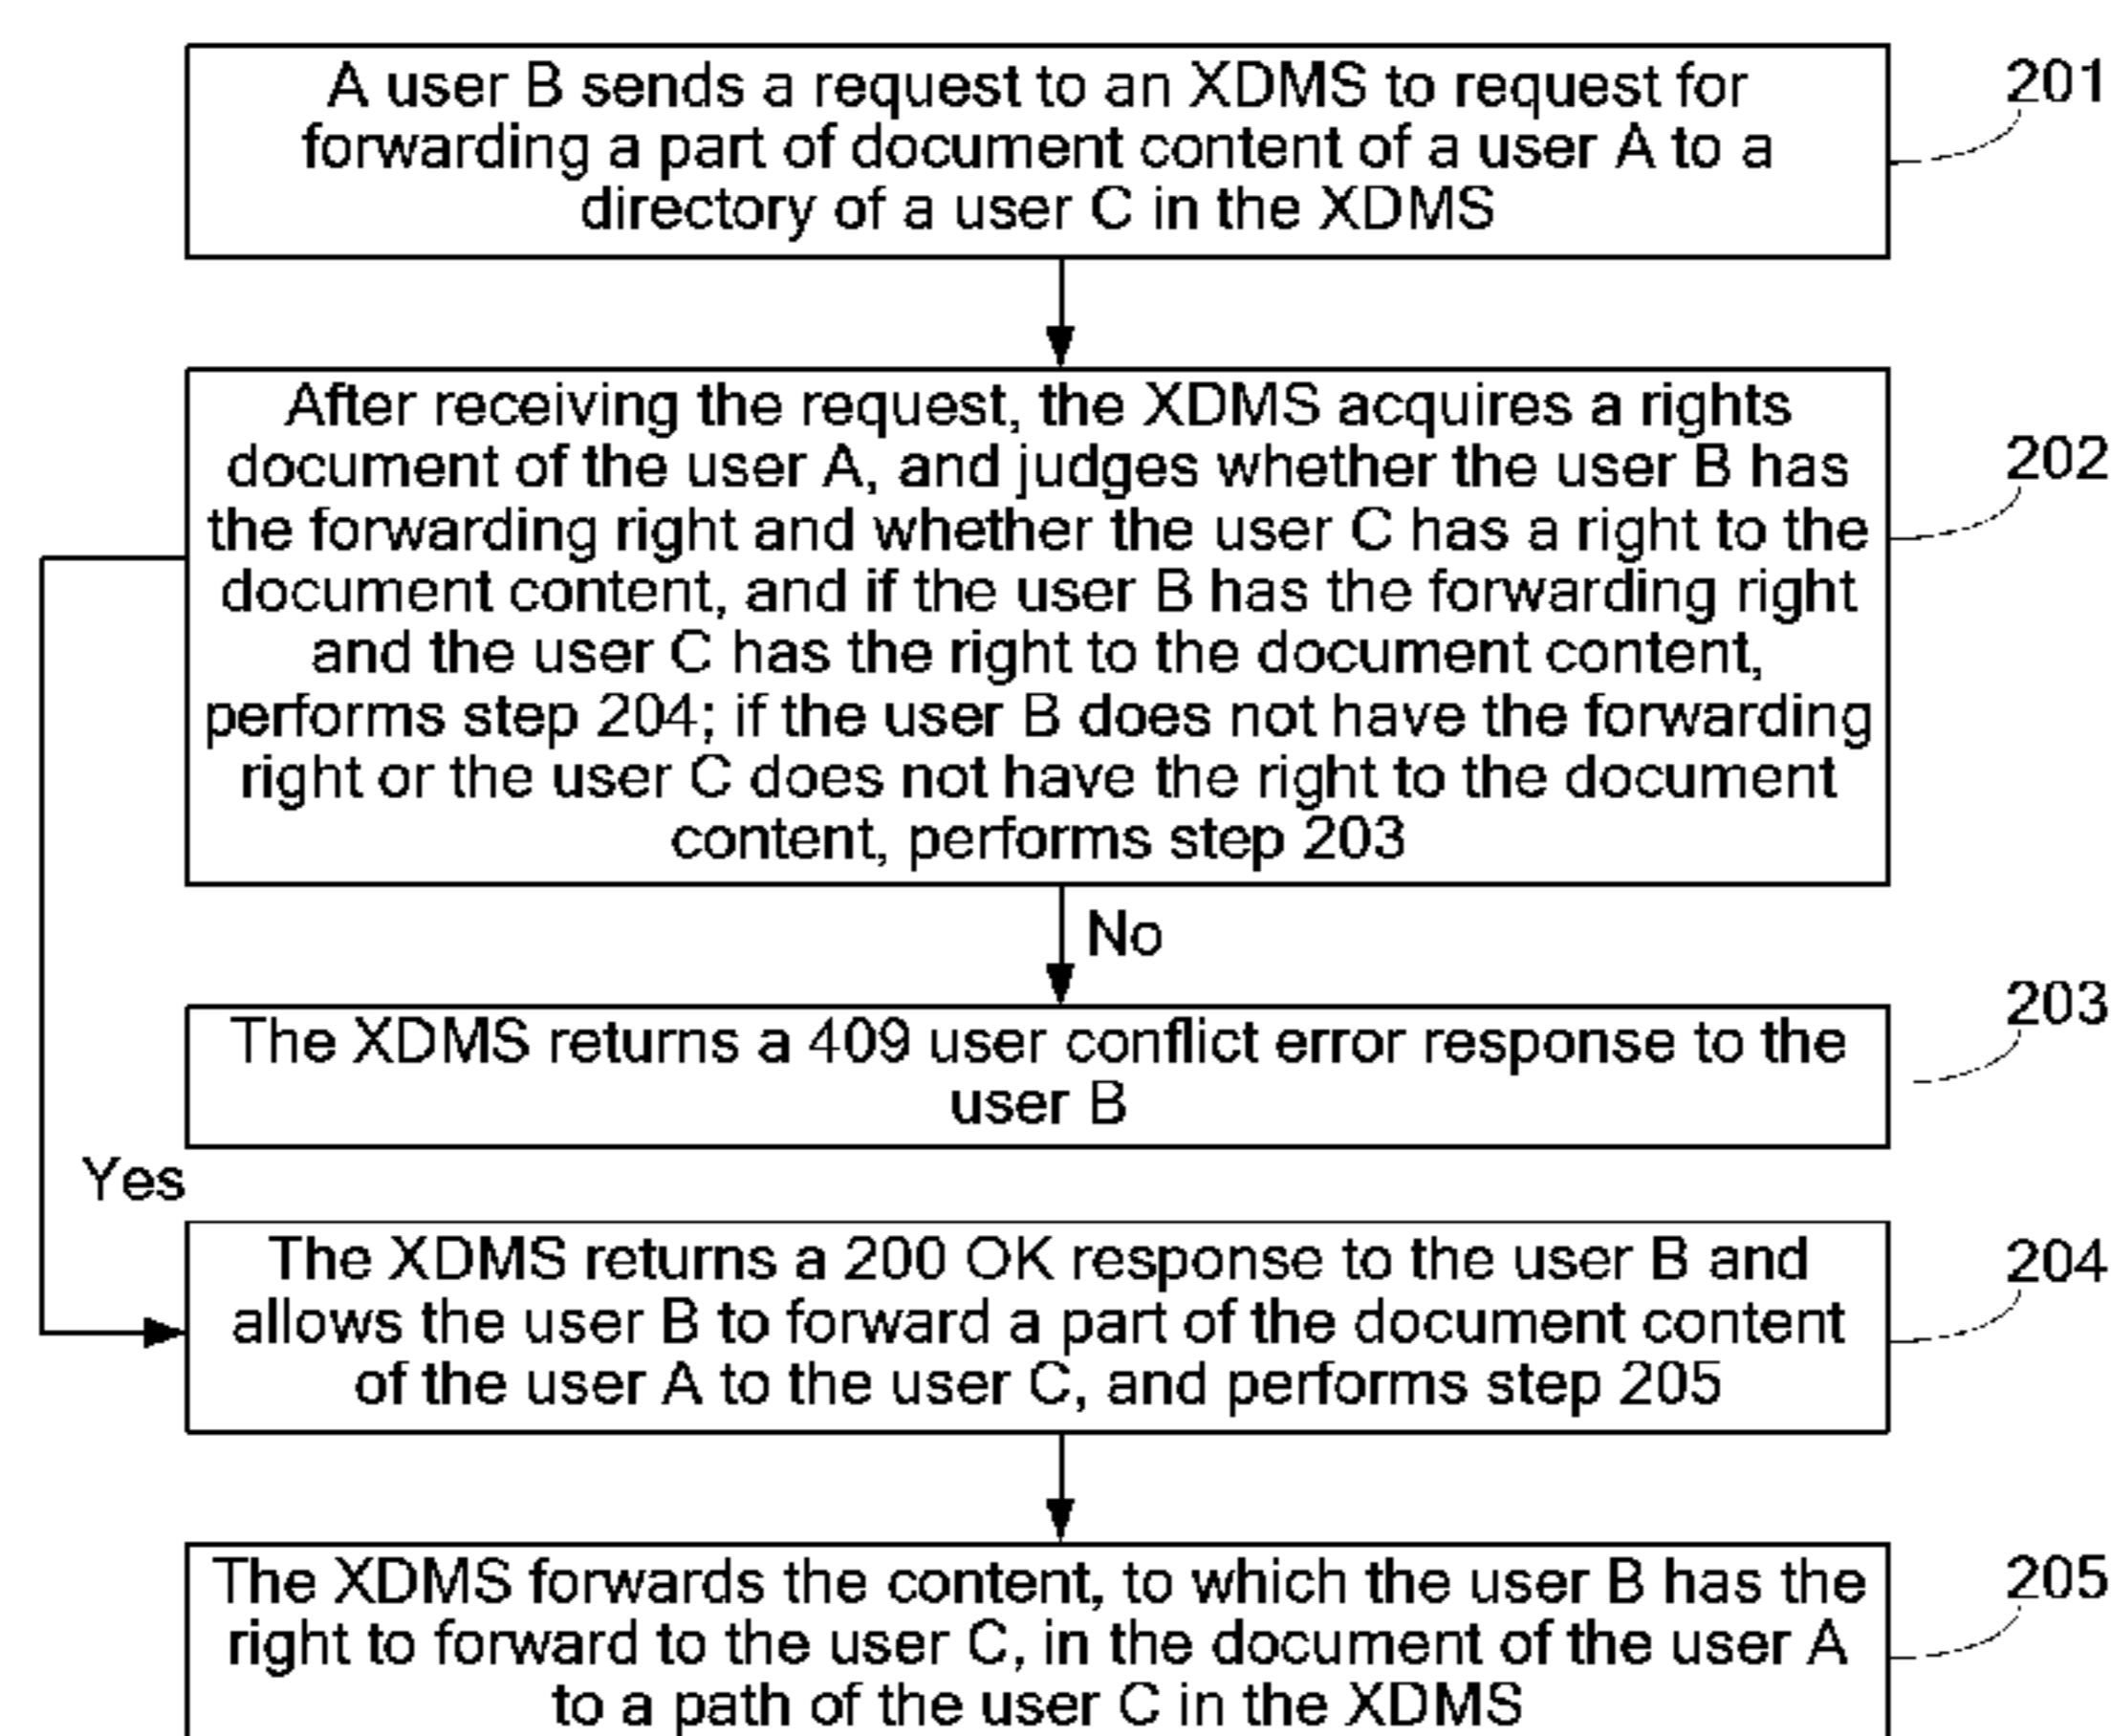 A user B sends a request to an XDMS to request for
forwarding a part of document content of a user A to a
directory of a user C in the XDMS
201
After receiving the request, the XDMS acquires a rights
document of the user A, and judges whether the user B has
the forwarding right and whether the user C has a right to the
document content, and if the user B has the forwarding right
and the user C has the right to the document content,
performs step 204; if the user B does not have the forwarding
right or the user C does not have the right to the document
content, performs step 203
202
No
The XDMS returns a 409 user conflict error response to the
user B
203
Yes
The XDMS returns a 200 OK response to the user B and
allows the user B to forward a part of the document content
of the user A to the user C, and performs step 205
204
The XDMS forwards the content, to which the user B has the
right to forward to the user C, in the document of the user A
to a path of the user C in the XDMS
205